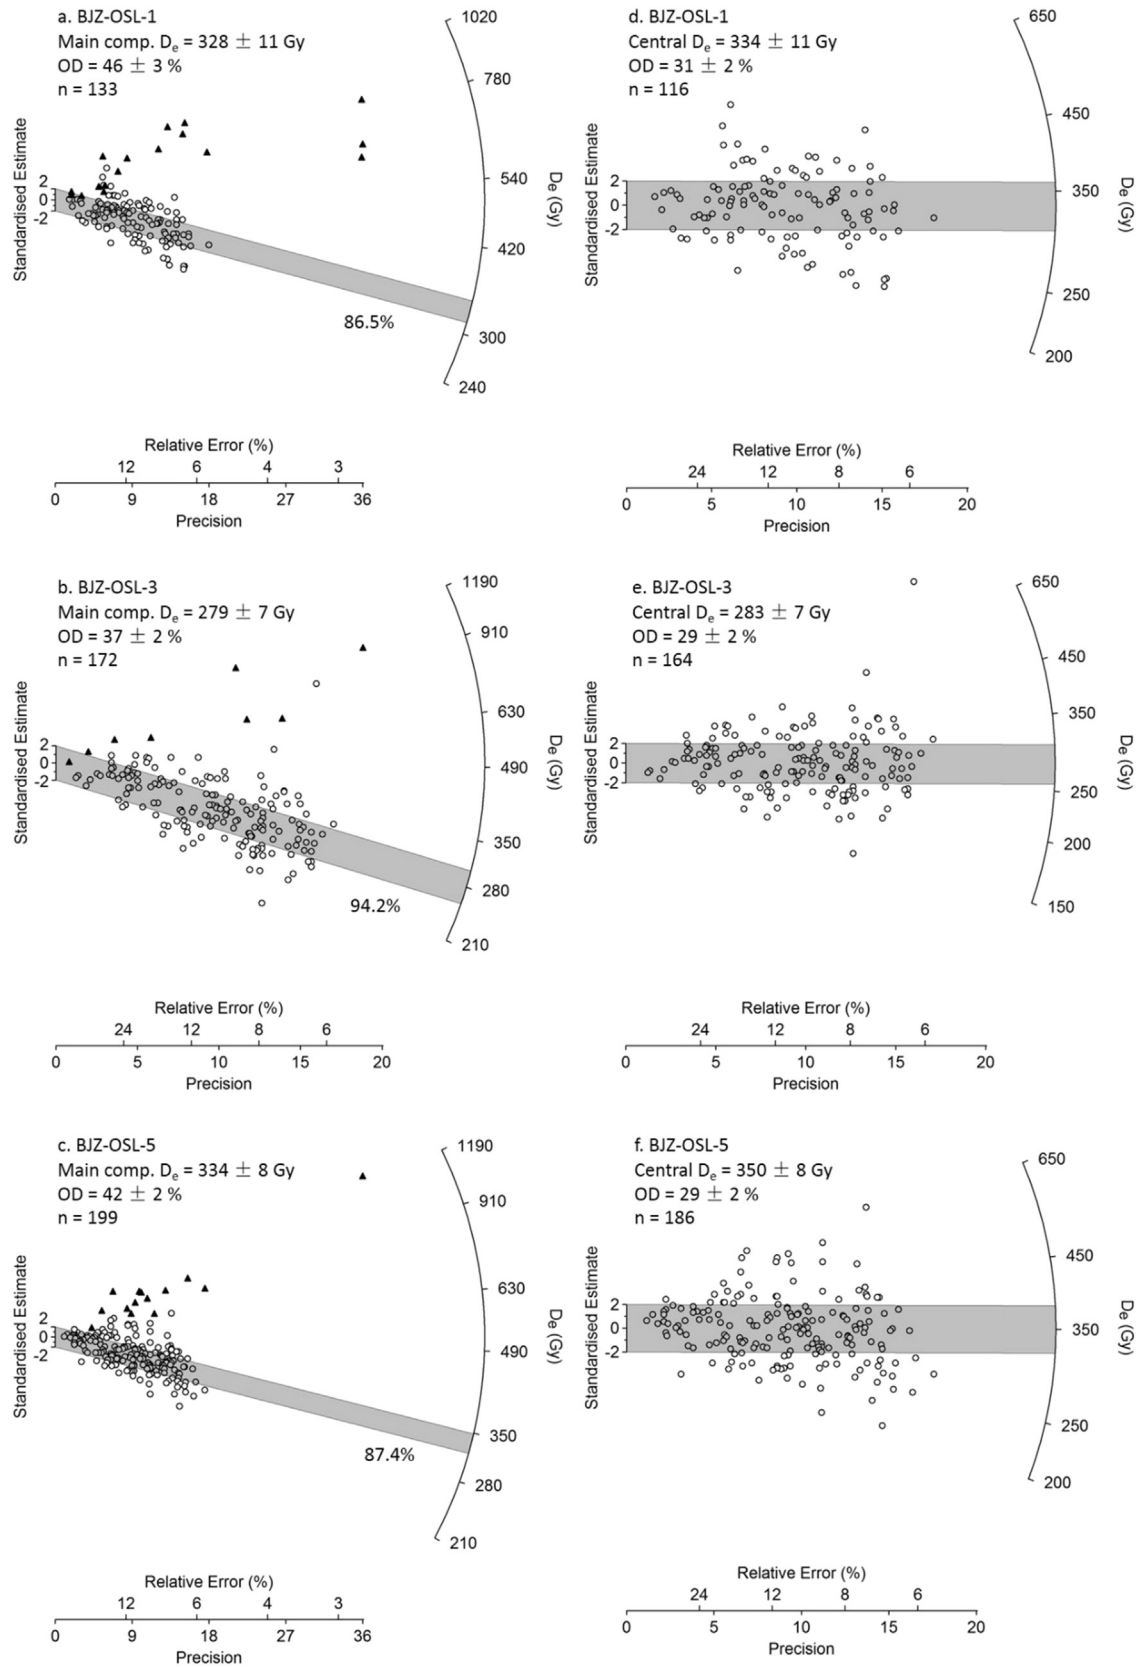 a. BJZ-OSL-1
Main comp. De = 328 ± 11 Gy
OD = 46 ± 3 %
n = 133
1020
780
540
420
300
240
De (Gy)
Standardised Estimate
2
0
-2
86.5%
Relative Error (%)
12 6 4 3
0 9 18 27 36
Precision
d. BJZ-OSL-1
Central De = 334 ± 11 Gy
OD = 31 ± 2 %
n = 116
650
450
350
250
200
De (Gy)
Standardised Estimate
2
0
-2
Relative Error (%)
24 12 8 6
0 5 10 15 20
Precision
b. BJZ-OSL-3
Main comp. De = 279 ± 7 Gy
OD = 37 ± 2 %
n = 172
1190
910
630
490
350
280
210
De (Gy)
Standardised Estimate
2
0
-2
94.2%
Relative Error (%)
24 12 8 6
0 5 10 15 20
Precision
e. BJZ-OSL-3
Central De = 283 ± 7 Gy
OD = 29 ± 2 %
n = 164
650
450
350
250
200
150
De (Gy)
Standardised Estimate
2
0
-2
Relative Error (%)
24 12 8 6
0 5 10 15 20
Precision
c. BJZ-OSL-5
Main comp. De = 334 ± 8 Gy
OD = 42 ± 2 %
n = 199
1190
910
630
490
350
280
210
De (Gy)
Standardised Estimate
2
0
-2
87.4%
Relative Error (%)
12 6 4 3
0 9 18 27 36
Precision
f. BJZ-OSL-5
Central De = 350 ± 8 Gy
OD = 29 ± 2 %
n = 186
650
450
350
250
200
De (Gy)
Standardised Estimate
2
0
-2
Relative Error (%)
24 12 8 6
0 5 10 15 20
Precision